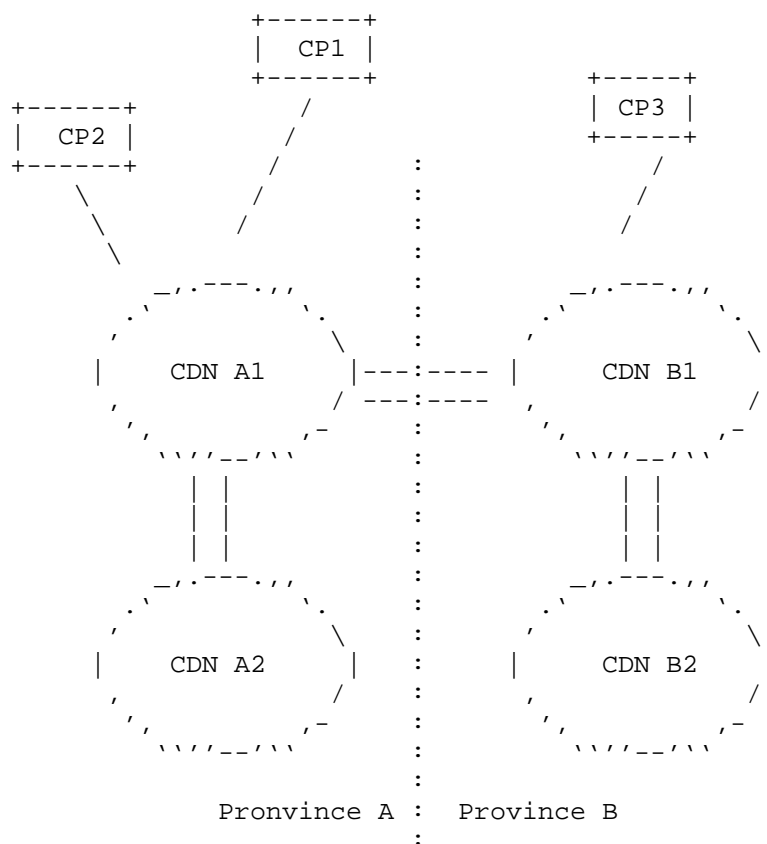 CP1
CP2
CP3
CDN A1
CDN B1
CDN A2
CDN B2
Pronvince A : Province B